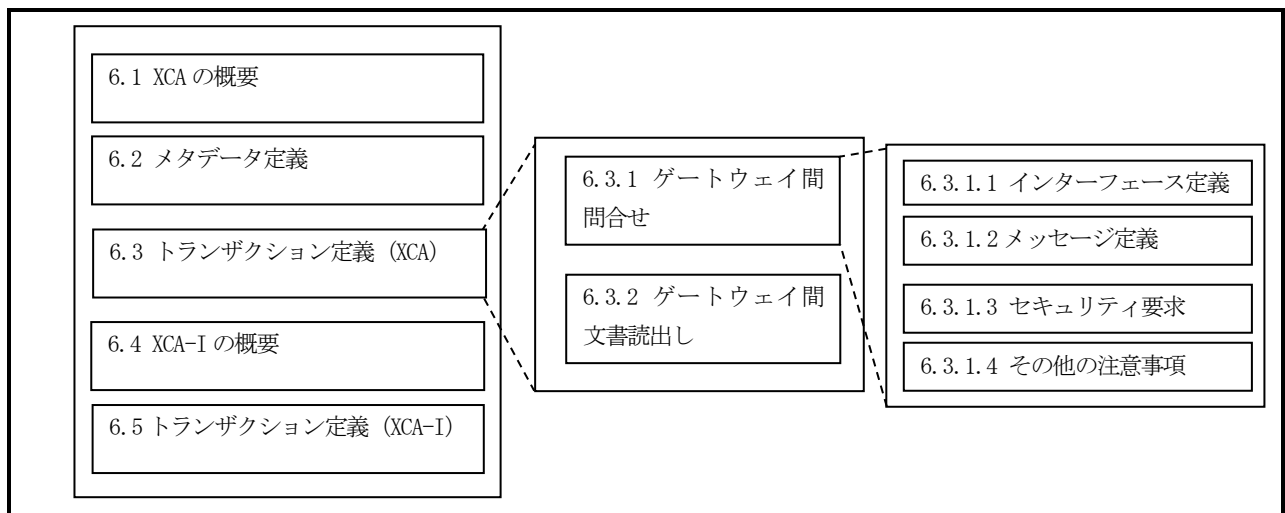 6.1 XCA の概要
6.2 メタデータ定義
6.3 トランザクション定義 (XCA)
6.4 XCA-I の概要
6.5 トランザクション定義 (XCA-I)
6.3.1 ゲートウェイ間
問合せ
6.3.2 ゲートウェイ間
文書読出し
6.3.1.1 インターフェース定義
6.3.1.2 メッセージ定義
6.3.1.3 セキュリティ要求
6.3.1.4 その他の注意事項